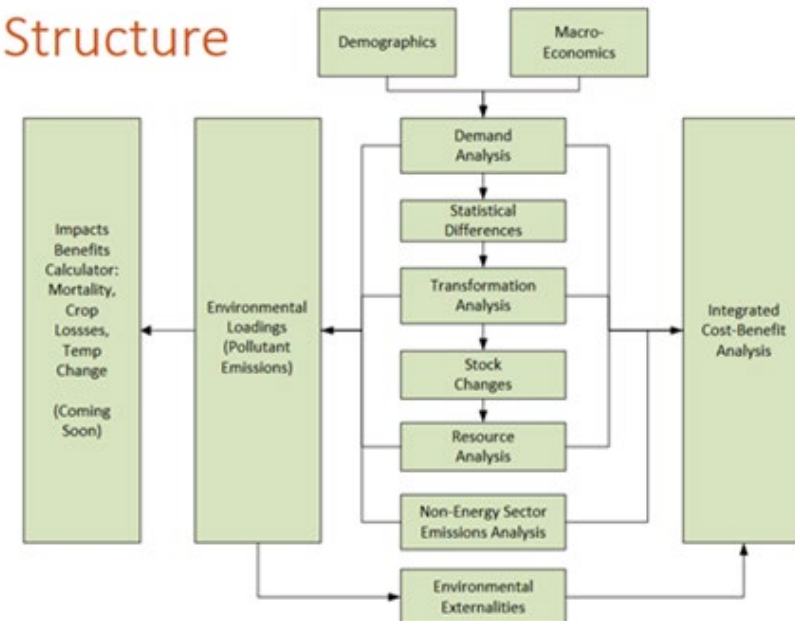 Structure
Demographics
Macro-
Economics
Demand
Analysis
Statistical
Differences
Transformation
Analysis
Stock
Changes
Resource
Analysis
Non-Energy Sector
Emissions Analysis
Environmental
Externalities
Impacts
Benefits
Calculator:
Mortality,
Crop
Lossses,
Temp
Change
(Coming
Soon)
Environmental
Loadings
(Pollutant
Emissions)
Integrated
Cost-Benefit
Analysis